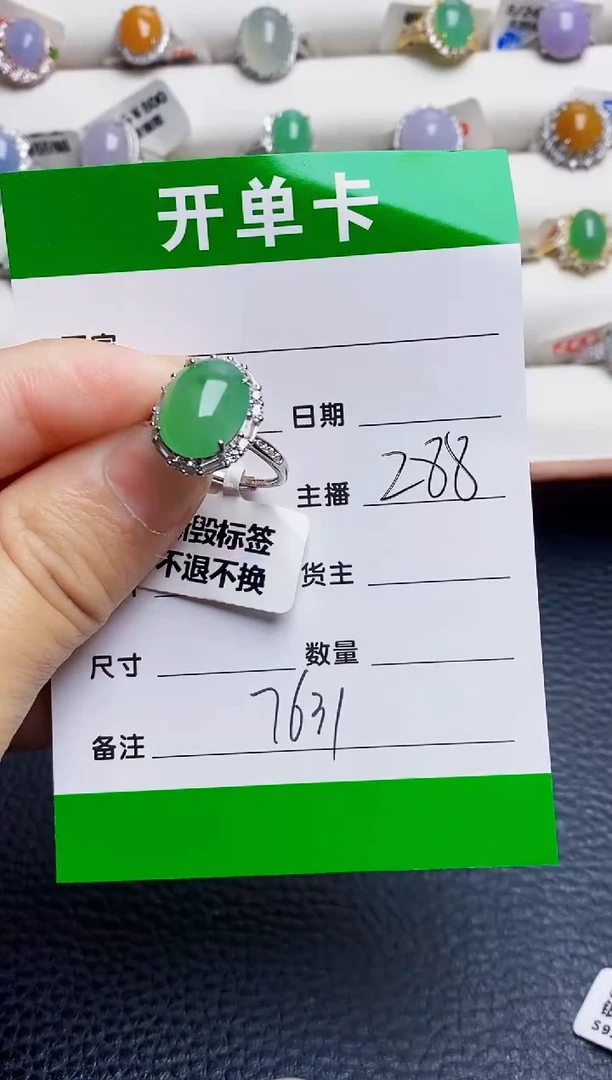 开单卡
日期
主播 288
毁标签
不退不换
货主
尺寸 数量
备注 7631